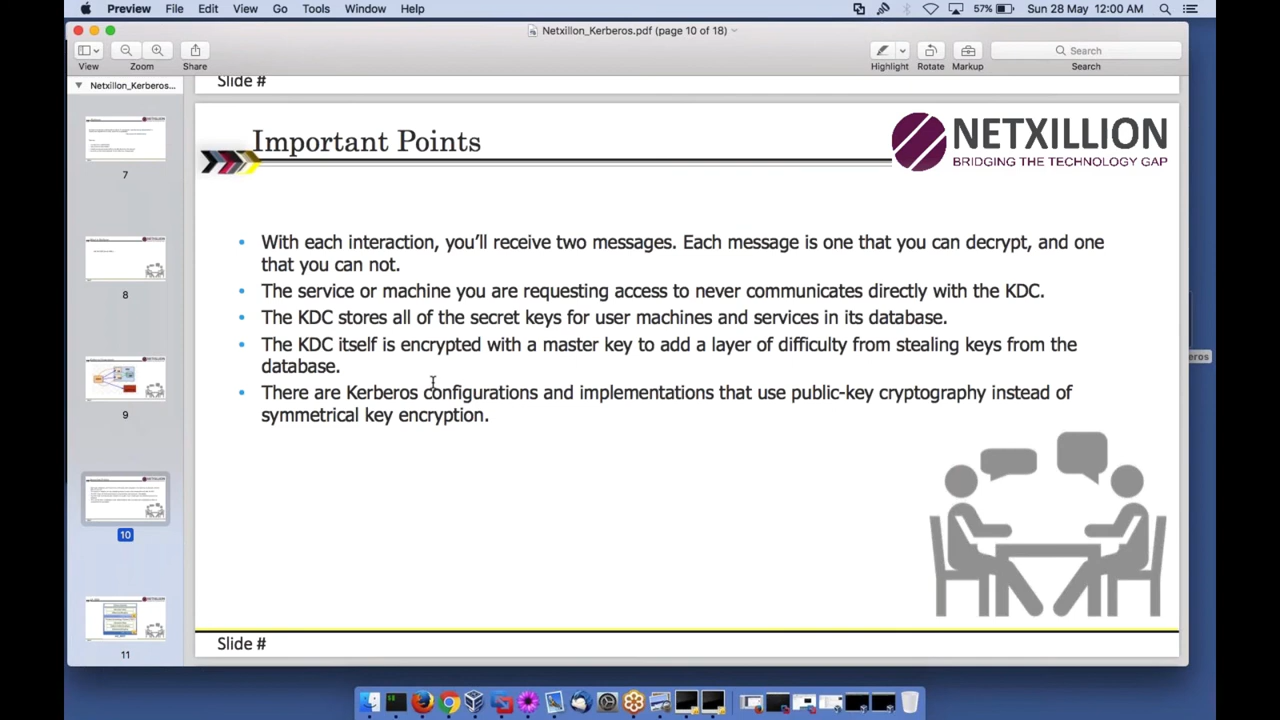 Preview File Edit View Go Tools Window Help 57% Sun 28 May 12:00 AM
Netxillon_Kerberos.pdf (page 10 of 18)
View Zoom Share Highlight Rotate Markup Search
Search
Netxillon_Kerberos...
Slide #
Important Points
NETXILLION
BRIDGING THE TECHNOLOGY GAP
• With each interaction, you'll receive two messages. Each message is one that you can decrypt, and one
that you can not.
• The service or machine you are requesting access to never communicates directly with the KDC.
• The KDC stores all of the secret keys for user machines and services in its database.
• The KDC itself is encrypted with a master key to add a layer of difficulty from stealing keys from the
database.
• There are Kerberos configurations and implementations that use public-key cryptography instead of
symmetrical key encryption.
Slide #
7
8
9
10
11
eros